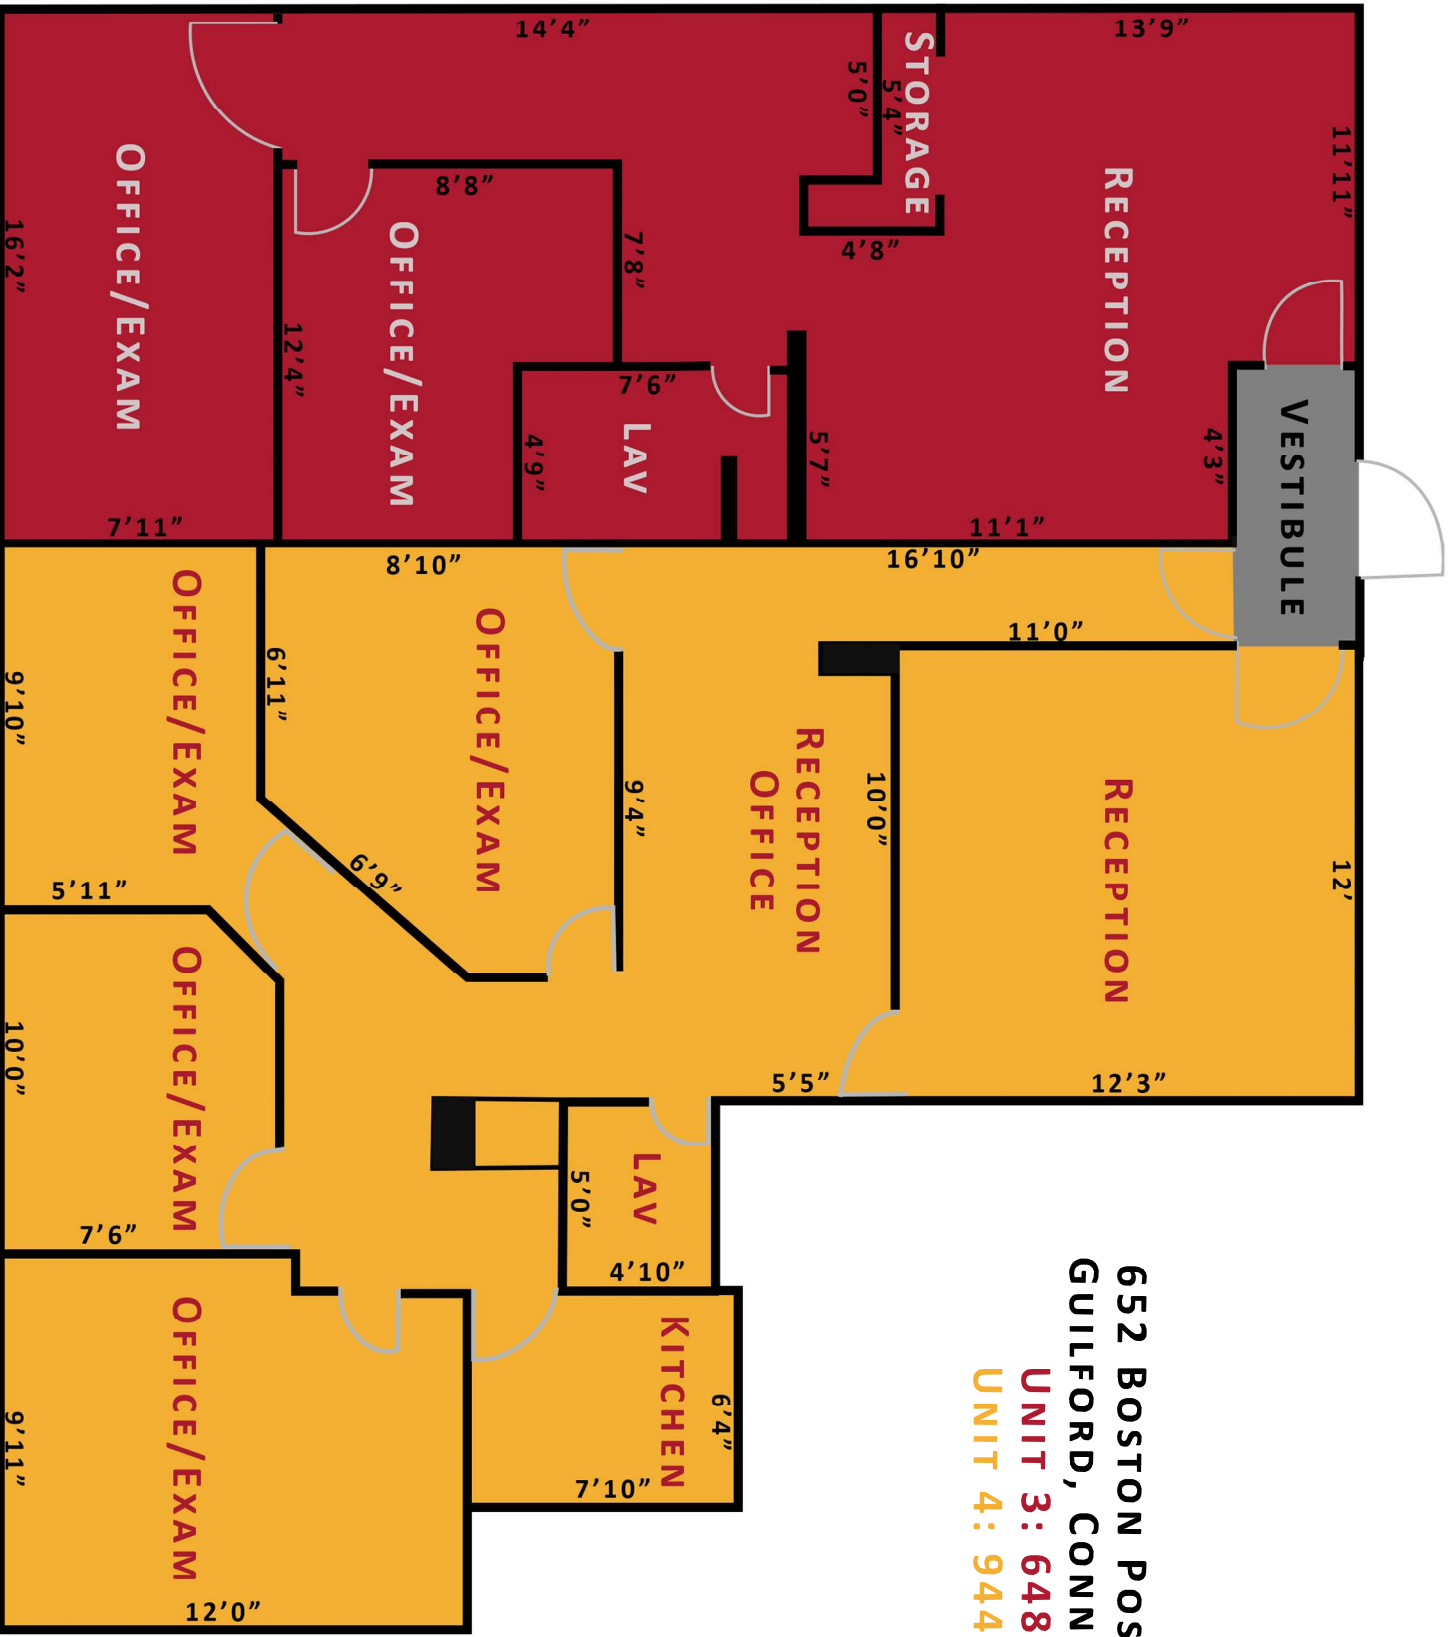 14'4”
13'9”
STORAGE
5'0”
5'4”
11'11”
OFFICE/EXAM
RECEPTION
8'8”
OFFICE/EXAM
16'2”
7'8”
4'8”
12'4”
7'6”
LAV
4'9”
5'7”
4'3”
VESTIBULE
7'11”
11'1”
8'10”
16'10”
OFFICE/EXAM
OFFICE/EXAM
11'0”
6'11”
9'10”
9'4”
10'0”
RECEPTION
OFFICE
RECEPTION
12'
6'9”
5'11”
OFFICE/EXAM
10'0”
5'5”
12'3”
LAV
5'0”
7'6”
4'10”
OFFICE/EXAM
KITCHEN
6'4”
9'11”
7'10”
12'0”
652 BOSTON POS
GUILFORD, CONN
UNIT 3: 648
UNIT 4: 944